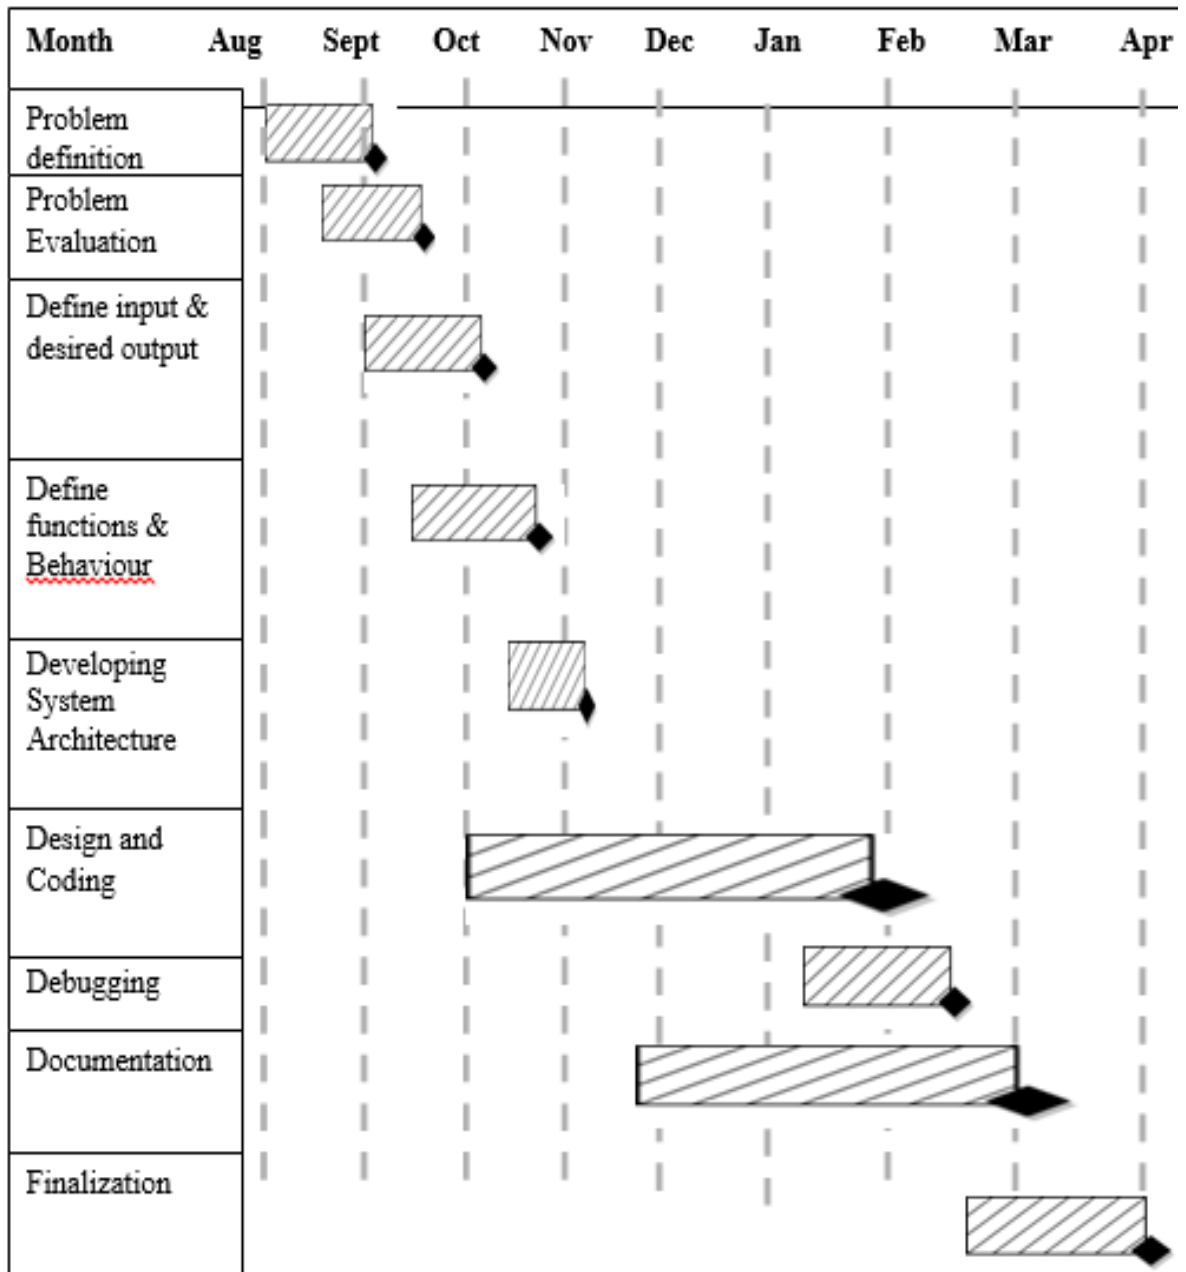 Month Aug Sept Oct Nov Dec Jan Feb Mar Apr
Problem
definition
Problem
Evaluation
Define input &
desired output
Define
functions &
Behaviour
Developing
System
Architecture
Design and
Coding
Debugging
Documentation
Finalization